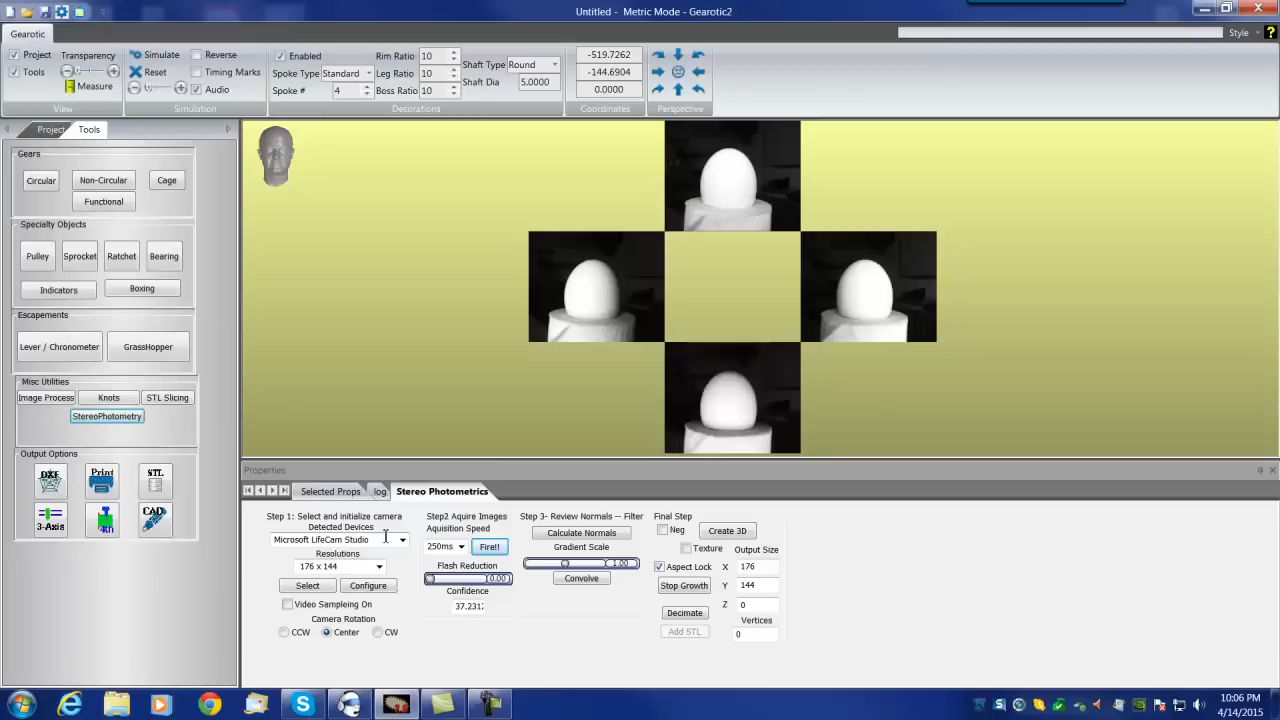 Untitled - Metric Mode - Gearotic2
Gearotic
Style
Project
Transparency
Simulate
Reverse
Enabled
Rim Ratio 10
Shaft Type Round
-519.7262
Tools
Reset
Timing Marks
Spoke Type Standard
Leg Ratio 10
Shaft Dia 5.0000
-144.6904
Measure
Audio
Spoke # 4
Boss Ratio 10
0.0000
View
Simulation
Decorations
Coordinates
Perspective
Project
Tools
Gears
Circular
Non-Circular
Cage
Functional
Specialty Objects
Pulley
Sprocket
Ratchet
Bearing
Indicators
Boxing
Escapements
Lever / Chronometer
GrassHopper
Misc Utilities
Image Process
Knots
STL Slicing
StereoPhotometry
Output Options
DXF
Print
STL
3-Axis
4th
CAD
Properties
Selected Props
log
Stereo Photometrics
Step 1: Select and initialize camera
Detected Devices
Microsoft LifeCam Studio
Resolutions
176 x 144
Select
Configure
Video Sampleing On
Camera Rotation
CCW
Center
CW
Step2 Aquire Images
Aquisition Speed
250ms
Fire!!
Flash Reduction
0.00
Confidence
37.231
Step 3- Review Normals -- Filter
Calculate Normals
Gradient Scale
1.00
Convolve
Final Step
Neg
Create 3D
Texture
Output Size
Aspect Lock
X 176
Stop Growth
Y 144
Z 0
Decimate
Vertices
Add STL
0
10:06 PM
4/14/2015